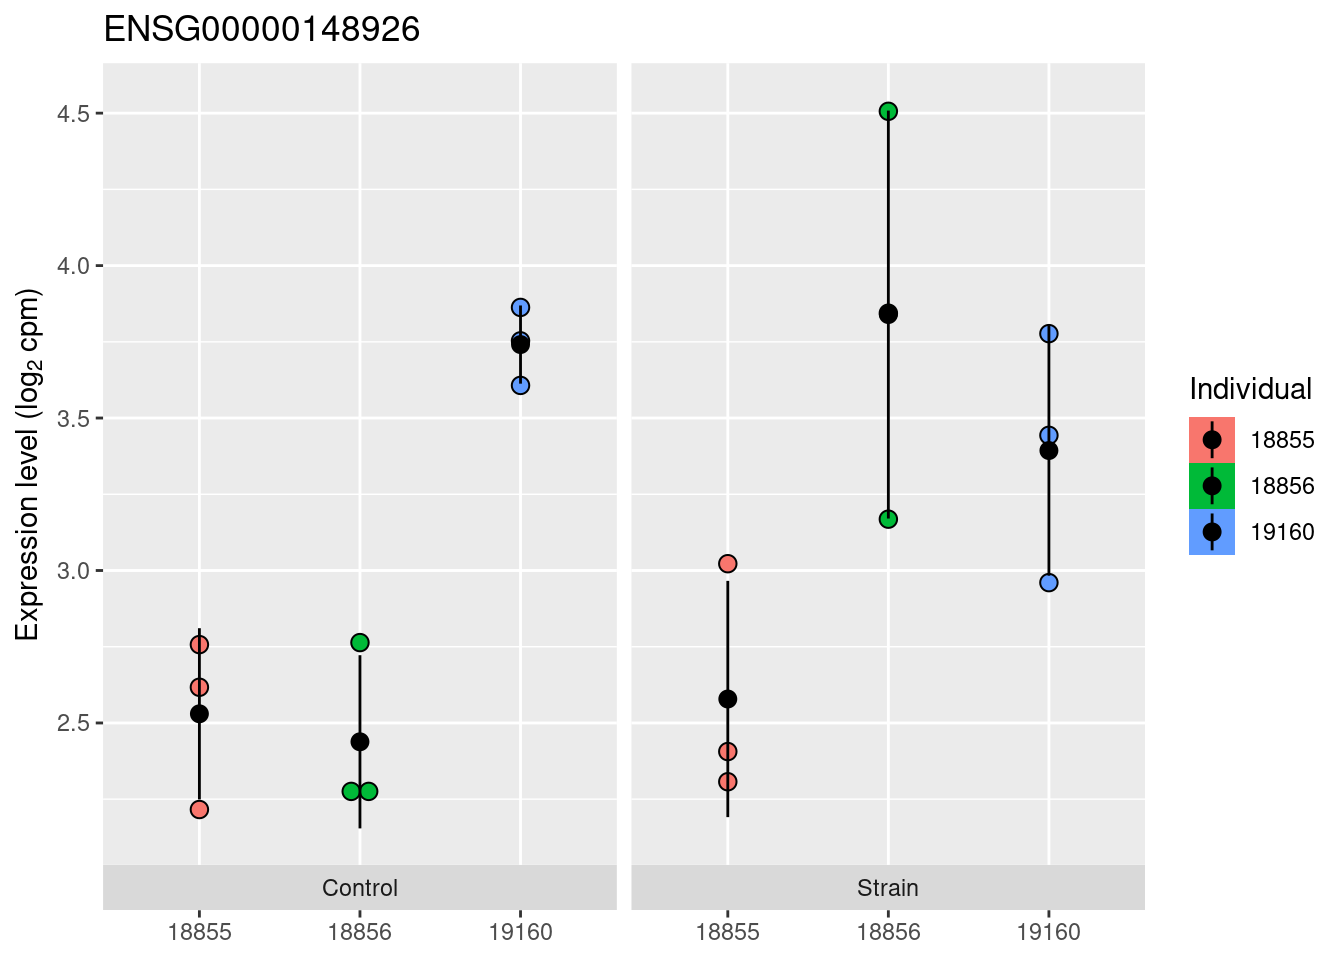 ENSG00000148926
Expression level (log₂ cpm)
4.5
4.0
3.5
3.0
2.5
Control
Strain
18855
18856
19160
18855
18856
19160
Individual
18855
18856
19160